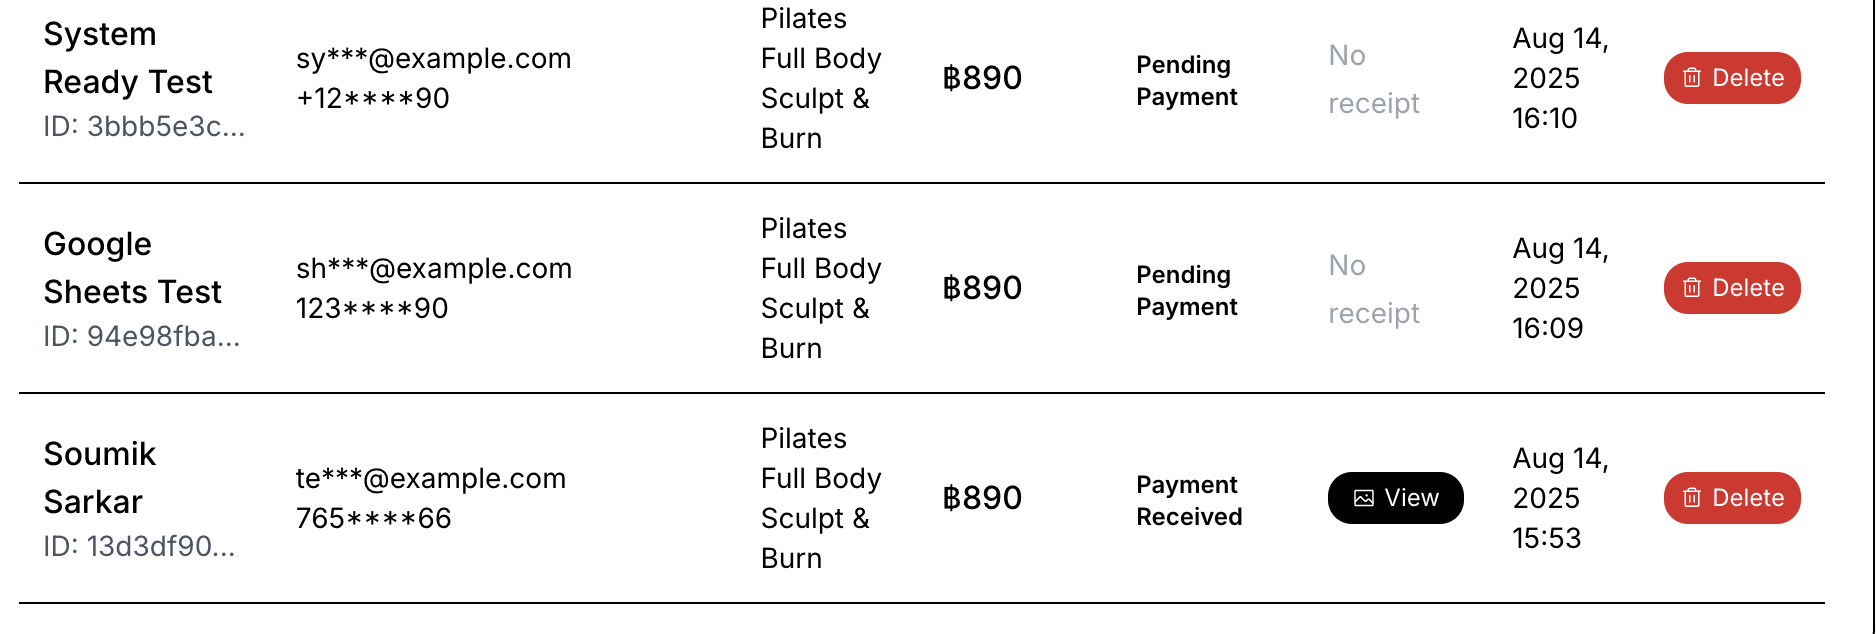 System
Ready Test
ID: 3bbb5e3c...
sy***@example.com
+12****90
Pilates
Full Body
Sculpt &
Burn
฿890
Pending
Payment
No
receipt
Aug 14,
2025
16:10
Delete
Google
Sheets Test
ID: 94e98fba...
sh***@example.com
123****90
Pilates
Full Body
Sculpt &
Burn
฿890
Pending
Payment
No
receipt
Aug 14,
2025
16:09
Delete
Soumik
Sarkar
ID: 13d3df90...
te***@example.com
765****66
Pilates
Full Body
Sculpt &
Burn
฿890
Payment
Received
View
Aug 14,
2025
15:53
Delete